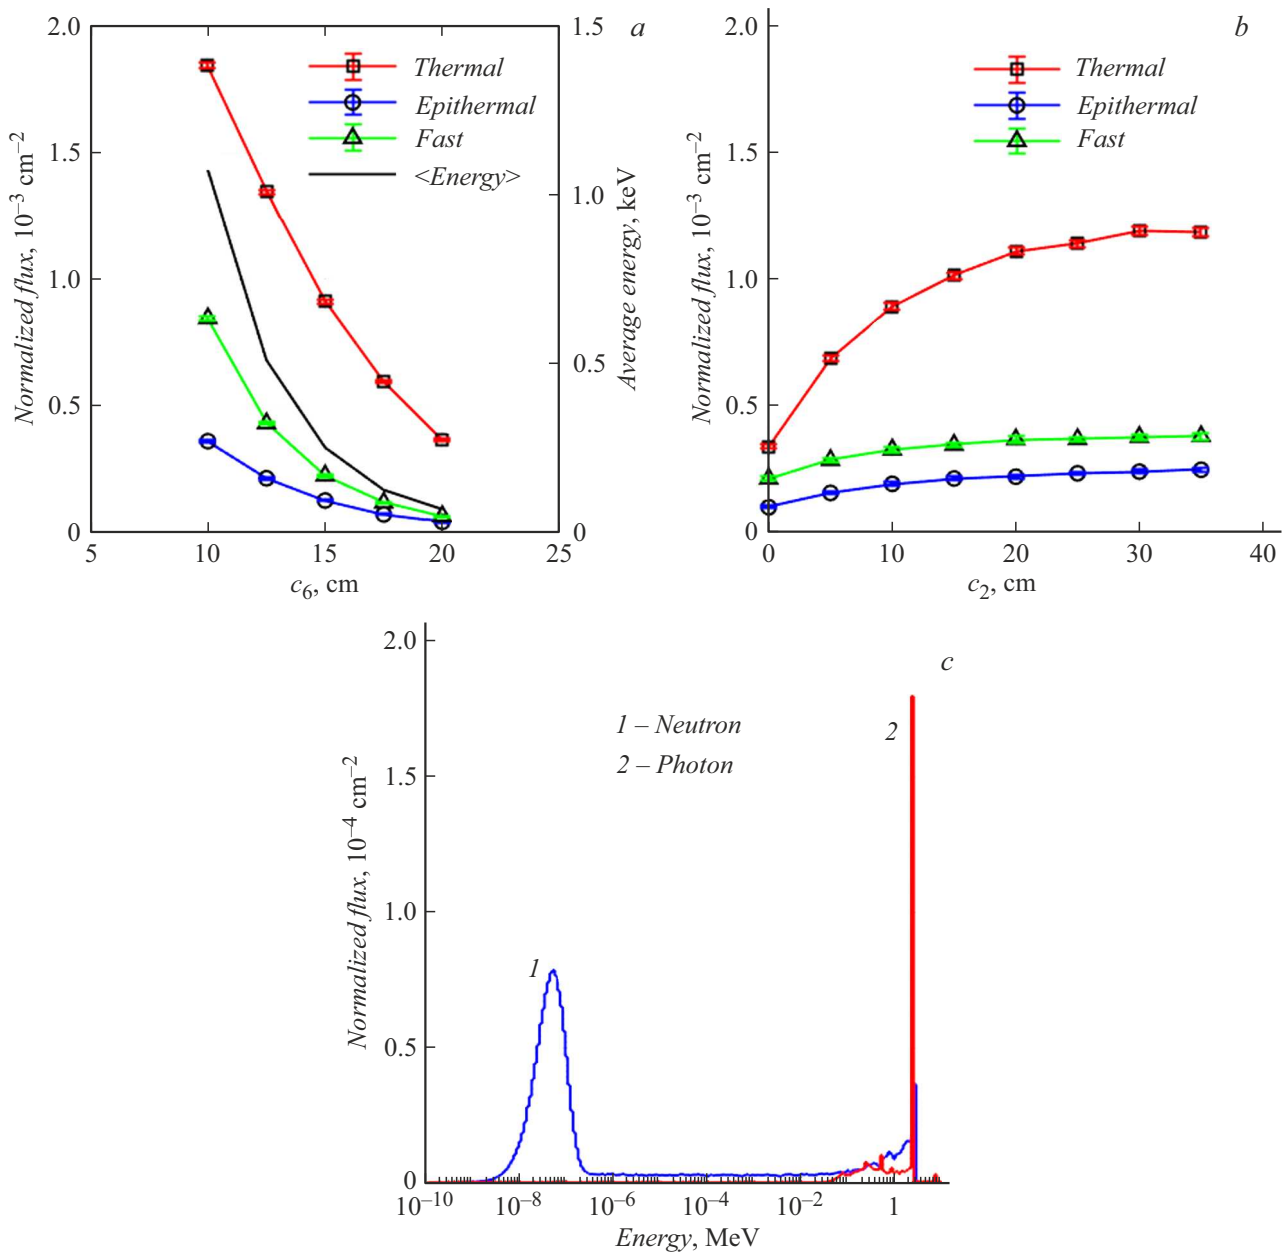 a
Thermal
Epithermal
Fast
<Energy>
2.0
1.5
1.0
0.5
0
1.5
1.0
0.5
0
5
10
15
20
25
Normalized flux, 10⁻³ cm⁻²
Average energy, keV
c₆, cm
b
Thermal
Epithermal
Fast
2.0
1.5
1.0
0.5
0
0
10
20
30
40
Normalized flux, 10⁻³ cm⁻²
c₂, cm
c
1 – Neutron
2 – Photon
1
2
2.0
1.5
1.0
0.5
0
10⁻¹⁰
10⁻⁸
10⁻⁶
10⁻⁴
10⁻²
1
Normalized flux, 10⁻⁴ cm⁻²
Energy, MeV